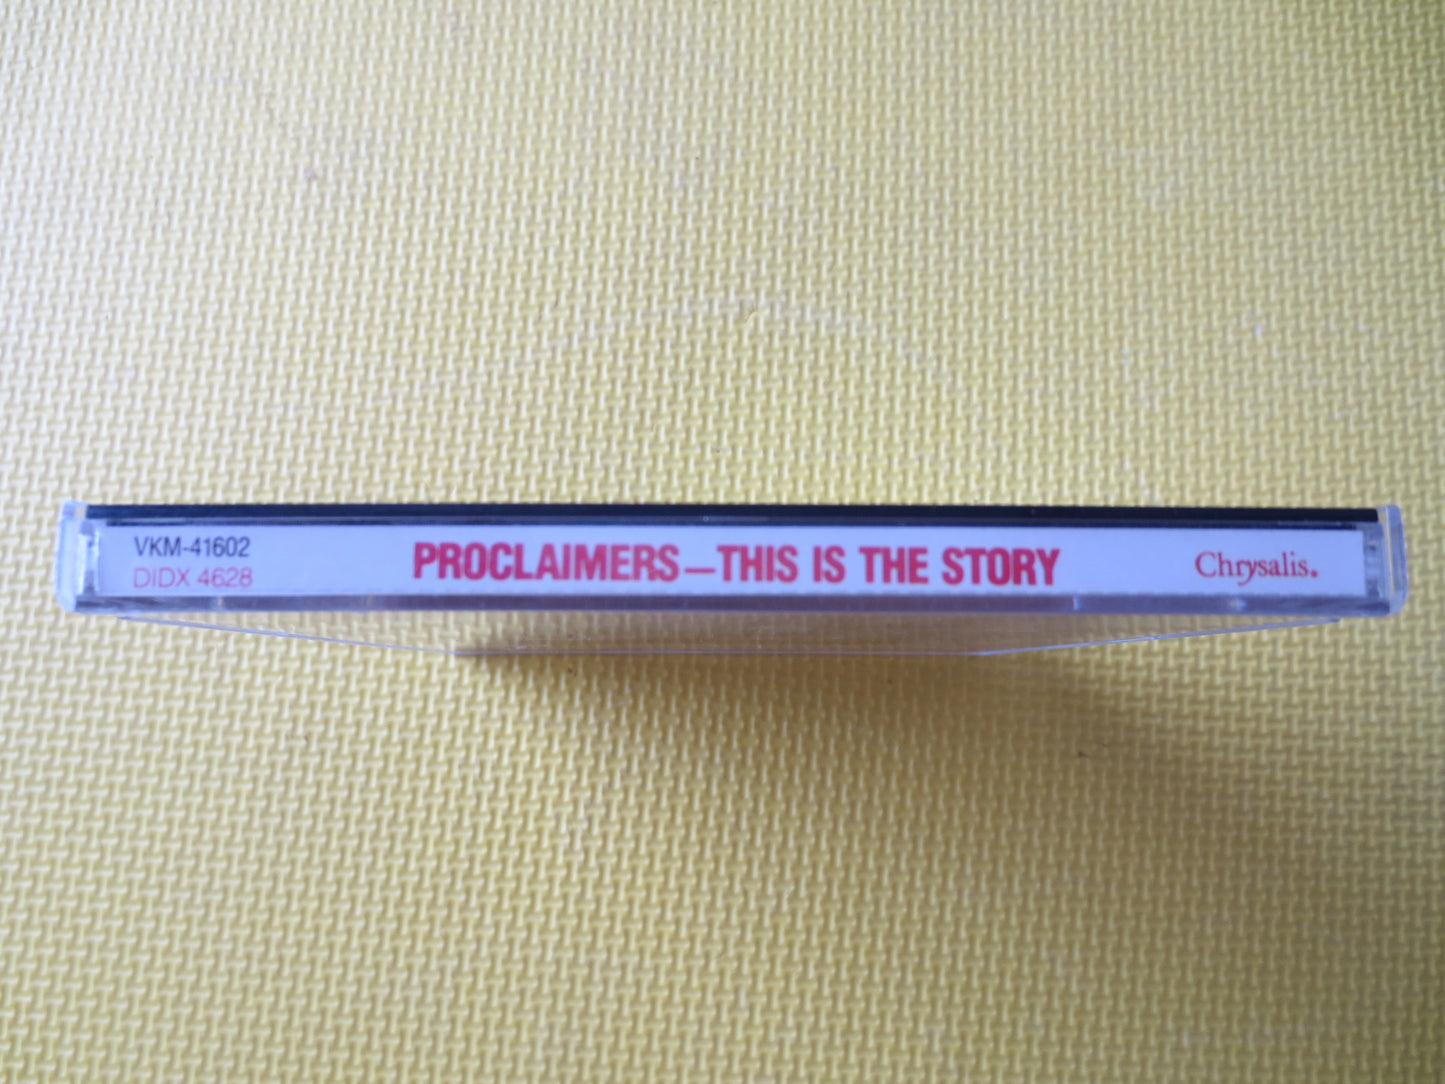 VKM-41602
DIDX 4628
PROCLAIMERS—THIS IS THE STORY
Chrysalis.